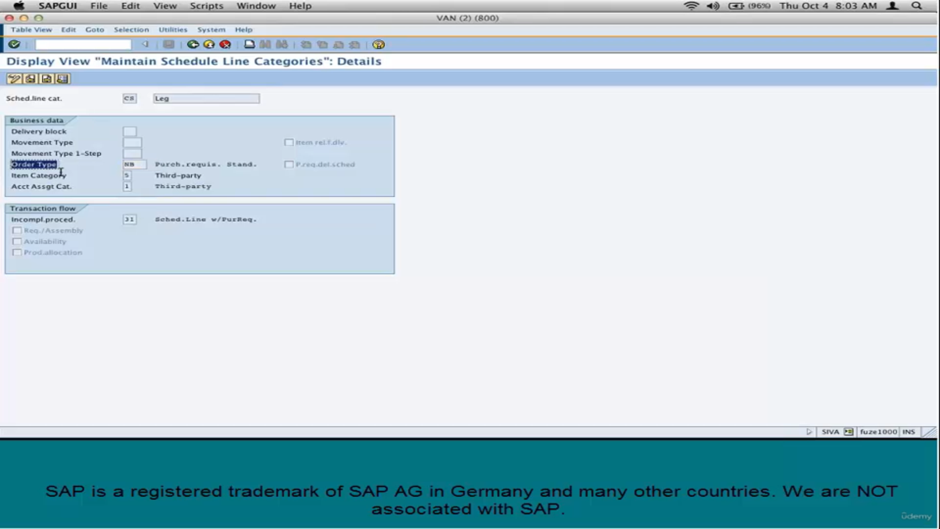 SAPGUI File Edit View Scripts Window Help (96%) Thu Oct 4 8:03 AM
VAN (2) (800)
Table View Edit Goto Selection Utilities System Help
Display View "Maintain Schedule Line Categories": Details
Sched.line cat. CS Leg
Business data
Delivery block
Movement Type Item rel.f.dlv.
Movement Type 1-Step
Order Type NB Purch.requis. Stand. P.req.del.sched
Item Category 5 Third-party
Acct Assgt Cat. 1 Third-party
Transaction flow
Incompl.proced. 31 Sched.Line w/PurReq.
Req./Assembly
Availability
Prod.allocation
SIVA fuze1000 INS
SAP is a registered trademark of SAP AG in Germany and many other countries. We are NOT
associated with SAP.
ûdemy